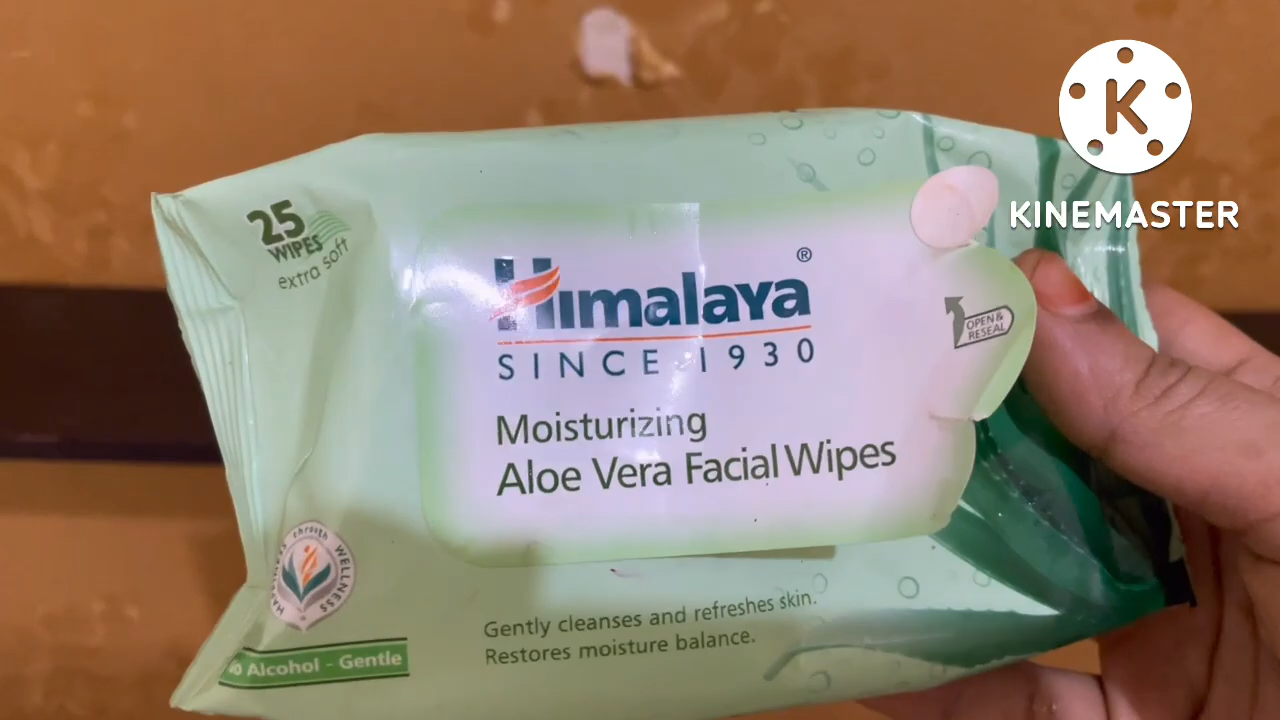 25
WIPES
extra soft
Himalaya®
SINCE 1930
Moisturizing
Aloe Vera Facial Wipes
OPEN &
RESEAL
through WELLNESS
Alcohol - Gentle
Gently cleanses and refreshes skin.
Restores moisture balance.
K
KINEMASTER